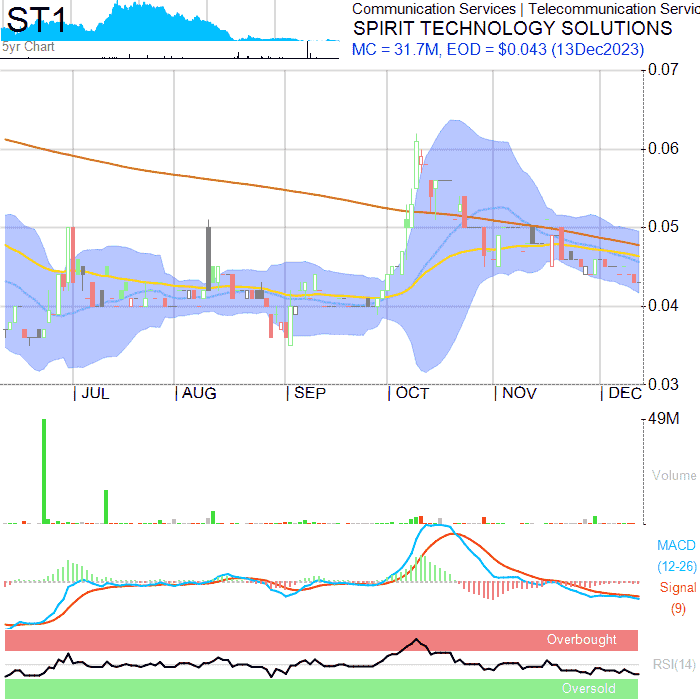 ST1
5yr Chart
Communication Services | Telecommunication Servic
SPIRIT TECHNOLOGY SOLUTIONS
MC = 31.7M, EOD = $0.043 (13Dec2023)
0.07
0.06
0.05
0.04
0.03
| JUL | AUG | SEP | OCT | NOV | DEC
49M
Volume
MACD
(12-26)
Signal
(9)
Overbought
RSI(14)
Oversold